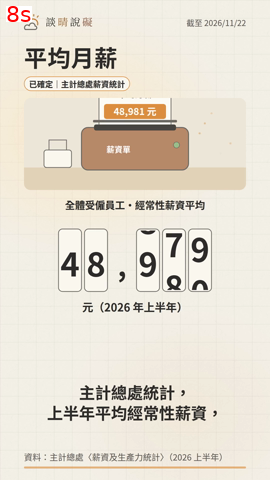 8s
談晴說礙
截至 2026/11/22
平均月薪
已確定｜主計總處薪資統計
48,981 元
薪資單
全體受僱員工・經常性薪資平均
48,9
元（2026 年上半年）
主計總處統計，
上半年平均經常性薪資，
資料：主計總處〈薪資及生產力統計〉（2026 上半年）